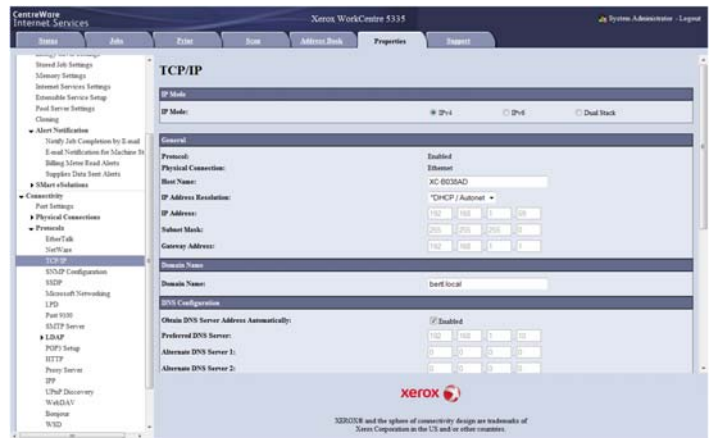 CentreWare
Internet Services
Xerox WorkCentre 5335
System Administrator - Logout
Status
Jobs
Print
Scan
Address Book
Properties
Support
Stored Job Settings
Memory Settings
Internet Services Settings
Extensible Service Setup
Pool Server Settings
Cloning
Alert Notification
Notify Job Completion by E-mail
E-mail Notification for Machine St
Billing Meter Read Alerts
Supplies Data Sent Alerts
SMart eSolutions
Connectivity
Port Settings
Physical Connections
Protocols
EtherTalk
NetWare
TCP/IP
SNMP Configuration
SSDP
Microsoft Networking
LPD
Port 9100
SMTP Server
LDAP
POP3 Setup
HTTP
Proxy Server
IPP
UPnP Discovery
WebDAV
Bonjour
WSD
TCP/IP
IP Mode
IP Mode:
IPv4
IPv6
Dual Stack
General
Protocol:
Enabled
Physical Connection:
Ethernet
Host Name:
XC-B038AD
IP Address Resolution:
*DHCP / Autonet
IP Address:
192 168 1
Subnet Mask:
255 255 255 0
Gateway Address:
192 168 1 1
Domain Name
Domain Name:
bertl.local
DNS Configuration
Obtain DNS Server Address Automatically:
Enabled
Preferred DNS Server:
192 168 1
Alternate DNS Server 1:
0 0 0 0
Alternate DNS Server 2:
0 0 0 0
xerox
XEROX® and the sphere of connectivity design are trademarks of
Xerox Corporation in the US and/or other countries.